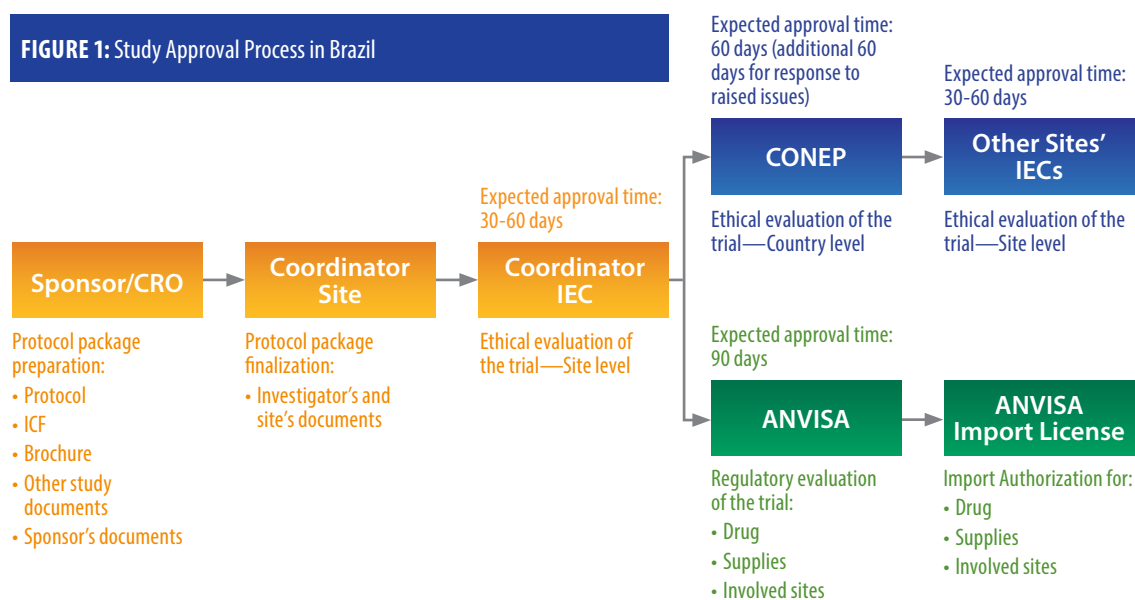 FIGURE 1: Study Approval Process in Brazil
Sponsor/CRO
Protocol package
preparation:
• Protocol
• ICF
• Brochure
• Other study
documents
• Sponsor's documents
Coordinator
Site
Protocol package
finalization:
• Investigator's and
site's documents
Expected approval time:
30-60 days
Coordinator
IEC
Ethical evaluation of
the trial—Site level
Expected approval time:
60 days (additional 60
days for response to
raised issues)
CONEP
Ethical evaluation of the
trial—Country level
Expected approval time:
30-60 days
Other Sites'
IECs
Ethical evaluation of the
trial—Site level
Expected approval time:
90 days
ANVISA
Regulatory evaluation
of the trial:
• Drug
• Supplies
• Involved sites
ANVISA
Import License
Import Authorization for:
• Drug
• Supplies
• Involved sites